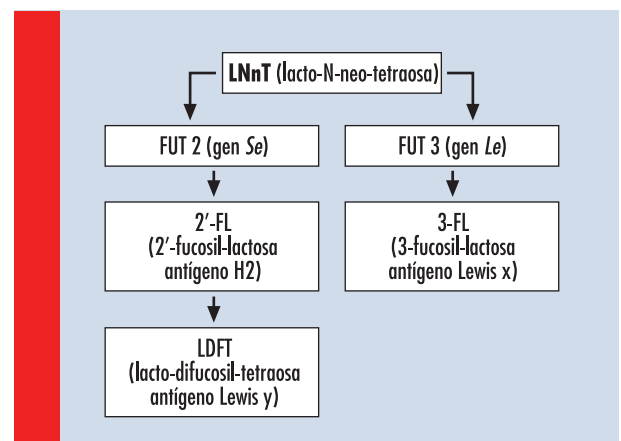 LNnT (lacto-N-neo-tetraosa)
FUT 2 (gen Se)
FUT 3 (gen Le)
2’-FL
(2’-fucosil-lactosa
antígeno H2)
3-FL
(3-fucosil-lactosa
antígeno Lewis x)
LDFT
(lacto-difucosil-tetraosa
antígeno Lewis y)